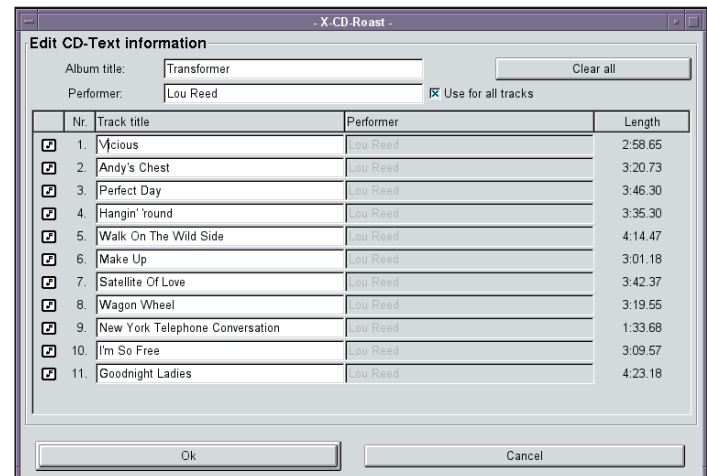 - X-CD-Roast -
Edit CD-Text information
Album title: Transformer Clear all
Performer: Lou Reed Use for all tracks
Nr. Track title Performer Length
1. Vicious Lou Reed 2:58.65
2. Andy's Chest Lou Reed 3:20.73
3. Perfect Day Lou Reed 3:46.30
4. Hangin' 'round Lou Reed 3:35.30
5. Walk On The Wild Side Lou Reed 4:14.47
6. Make Up Lou Reed 3:01.18
7. Satellite Of Love Lou Reed 3:42.37
8. Wagon Wheel Lou Reed 3:19.55
9. New York Telephone Conversation Lou Reed 1:33.68
10. I'm So Free Lou Reed 3:09.57
11. Goodnight Ladies Lou Reed 4:23.18
Ok Cancel